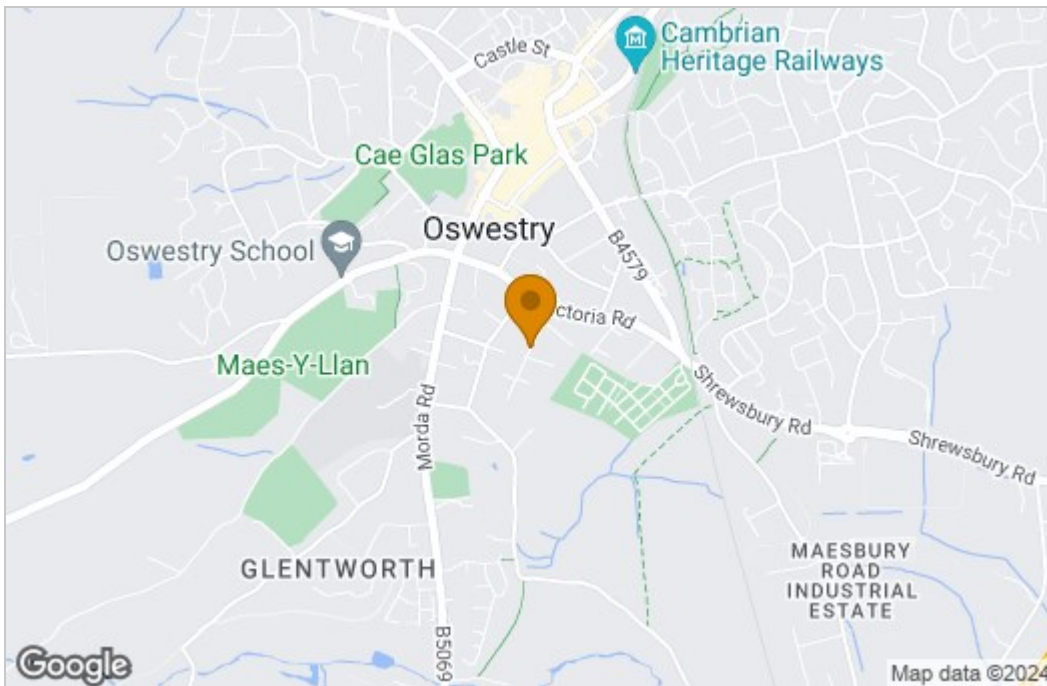 Castle St
Cambrian
Heritage Railways
Cae Glas Park
Oswestry School
Oswestry
B4579
ctoria Rd
Maes-Y-Llan
Morda Rd
Shrewsbury Rd
Shrewsbury Rd
GLENTWORTH
MAESBURY
ROAD
INDUSTRIAL
ESTATE
B5069
Google
Map data ©2024